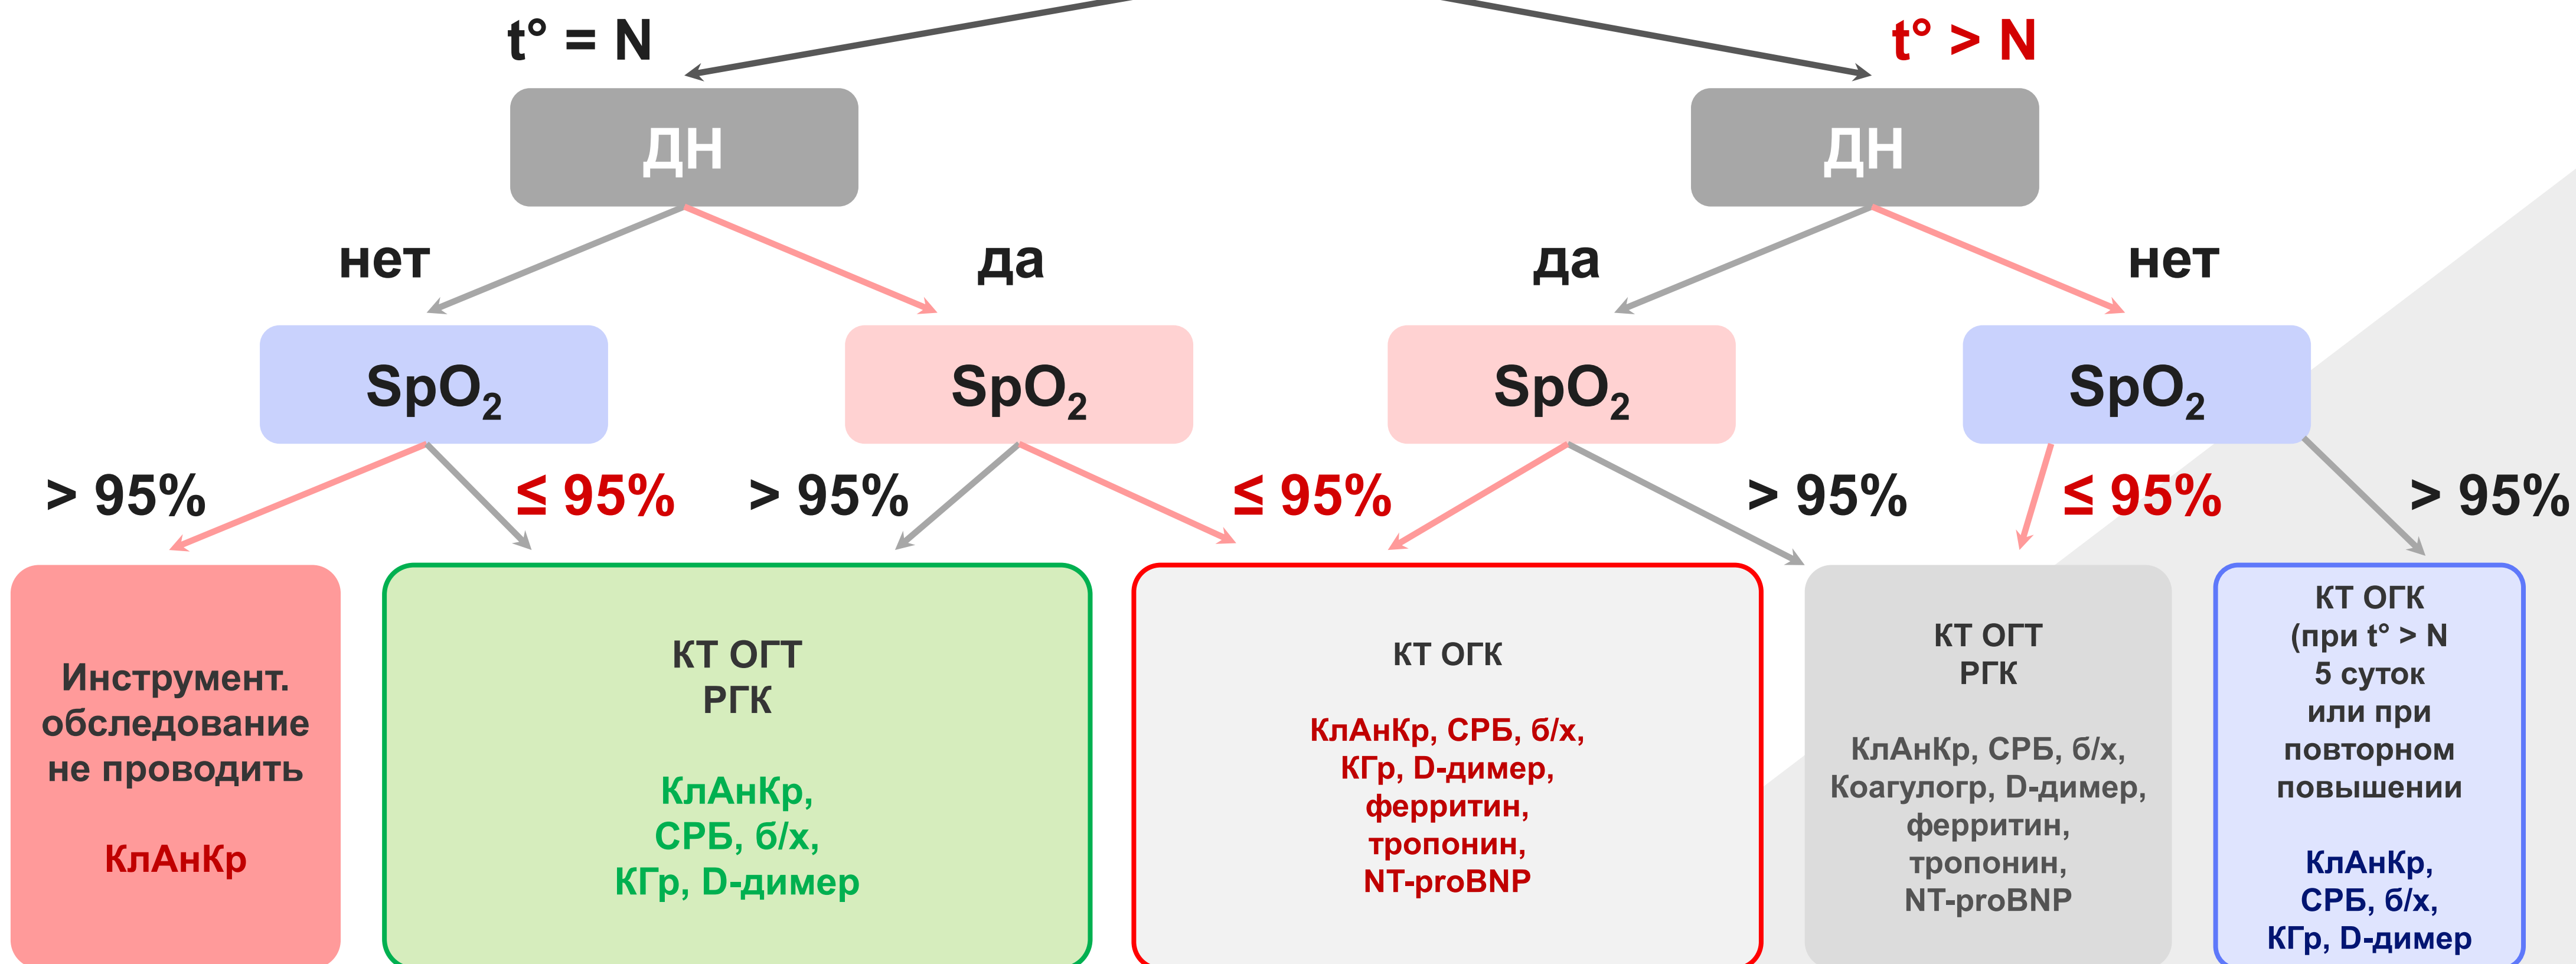 t° = N
t° > N
ДН
ДН
нет
да
да
нет
SpO₂
SpO₂
SpO₂
SpO₂
> 95%
≤ 95%
> 95%
≤ 95%
> 95%
≤ 95%
> 95%
Инструмент.
обследование
не проводить
КлАнКр
КТ ОГТ
РГК
КлАнКр,
СРБ, б/х,
КГр, D-димер
КТ ОГК
КлАнКр, СРБ, б/х,
КГр, D-димер,
ферритин,
тропонин,
NT-proBNP
КТ ОГТ
РГК
КлАнКр, СРБ, б/х,
Коагулогр, D-димер,
ферритин,
тропонин,
NT-proBNP
КТ ОГК
(при t° > N
5 суток
или при
повторном
повышении
КлАнКр,
СРБ, б/х,
КГр, D-димер